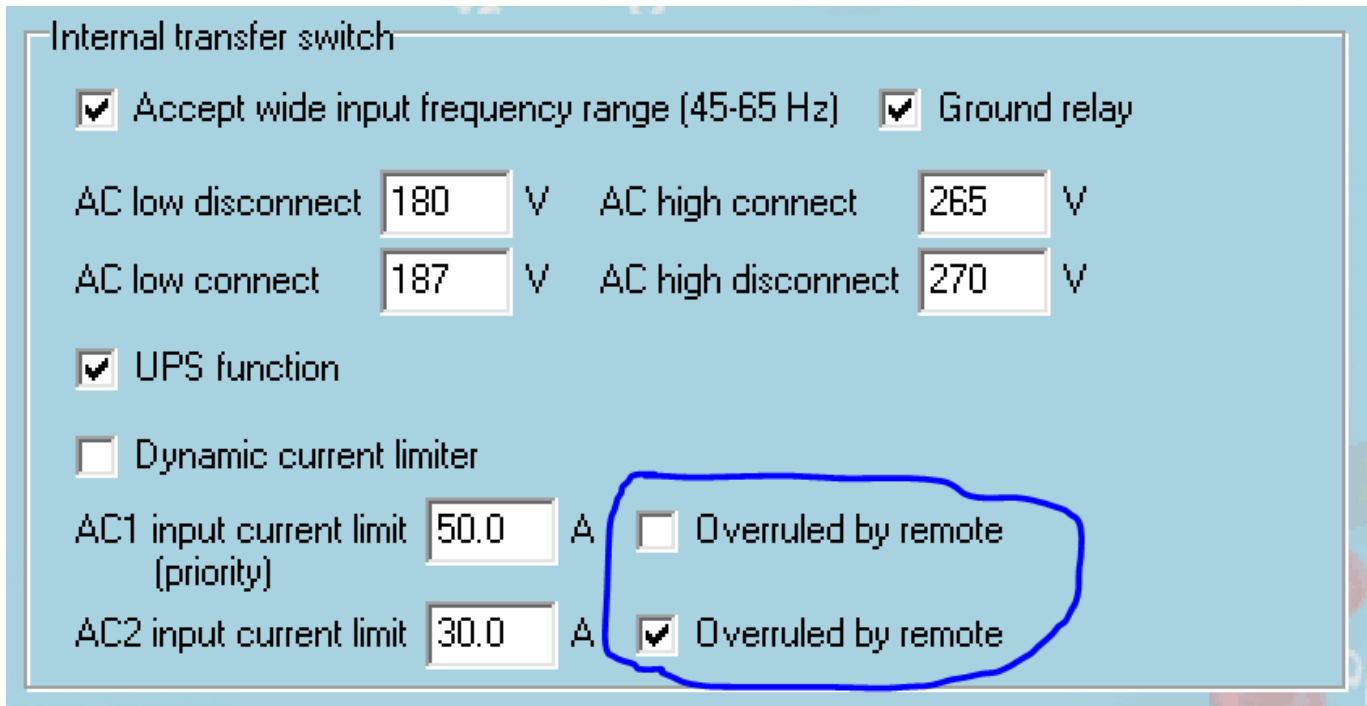 Internal transfer switch
Accept wide input frequency range (45-65 Hz) Ground relay
AC low disconnect 180 V AC high connect 265 V
AC low connect 187 V AC high disconnect 270 V
UPS function
Dynamic current limiter
AC1 input current limit 50.0 A Overruled by remote
(priority)
AC2 input current limit 30.0 A Overruled by remote